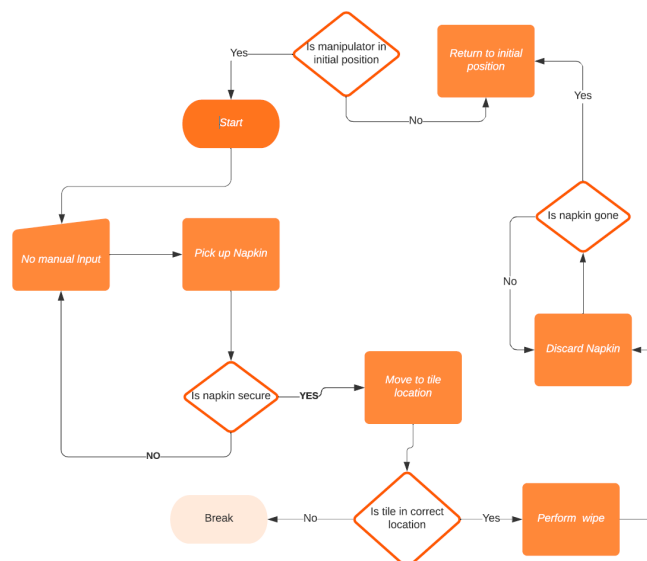 Is manipulator in
initial position
Yes
No
Return to initial
position
Start
Yes
Is napkin gone
No
No manual Input
Pick up Napkin
Discard Napkin
Is napkin secure
YES
NO
Move to tile
location
Is tile in correct
location
No
Break
Yes
Perform wipe